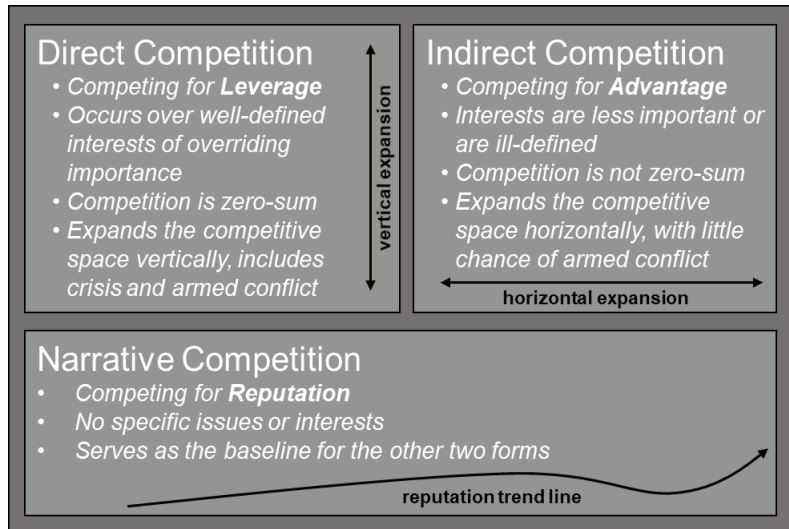 Direct Competition
• Competing for Leverage
• Occurs over well-defined
interests of overriding
importance
• Competition is zero-sum
• Expands the competitive
space vertically, includes
crisis and armed conflict
vertical expansion
Indirect Competition
• Competing for Advantage
• Interests are less important or
are ill-defined
• Competition is not zero-sum
• Expands the competitive
space horizontally, with little
chance of armed conflict
horizontal expansion
Narrative Competition
• Competing for Reputation
• No specific issues or interests
• Serves as the baseline for the other two forms
reputation trend line